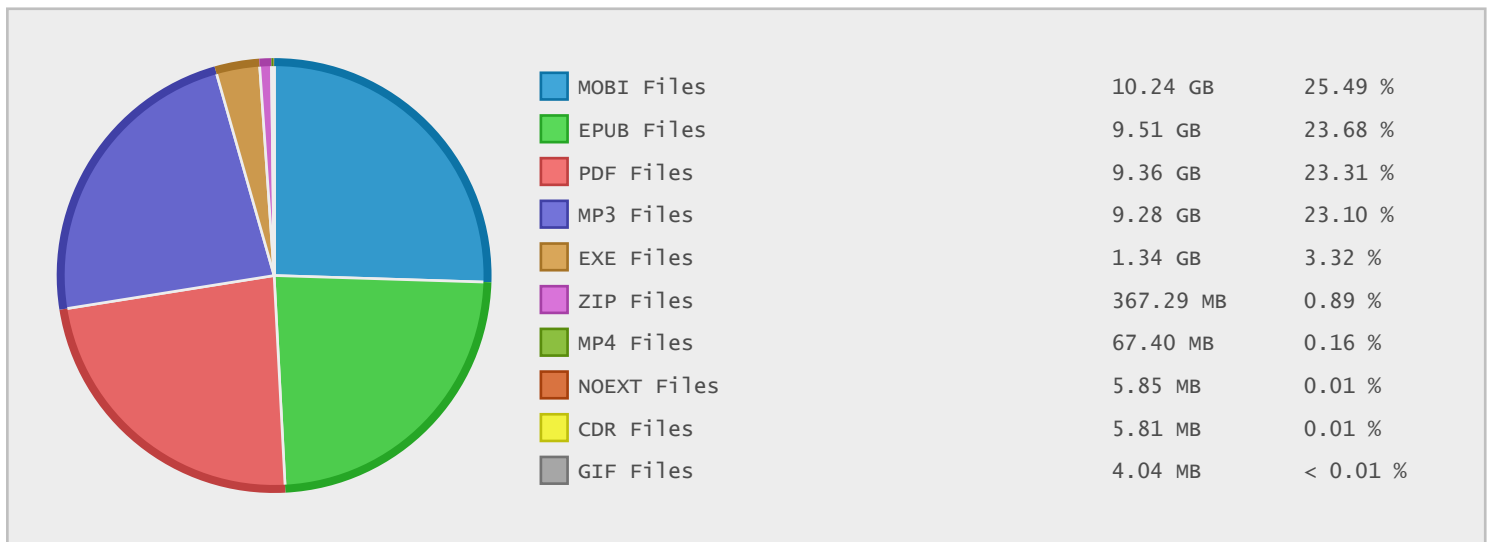 MOBI Files 10.24 GB 25.49 %
EPUB Files 9.51 GB 23.68 %
PDF Files 9.36 GB 23.31 %
MP3 Files 9.28 GB 23.10 %
EXE Files 1.34 GB 3.32 %
ZIP Files 367.29 MB 0.89 %
MP4 Files 67.40 MB 0.16 %
NOEXT Files 5.85 MB 0.01 %
CDR Files 5.81 MB 0.01 %
GIF Files 4.04 MB < 0.01 %